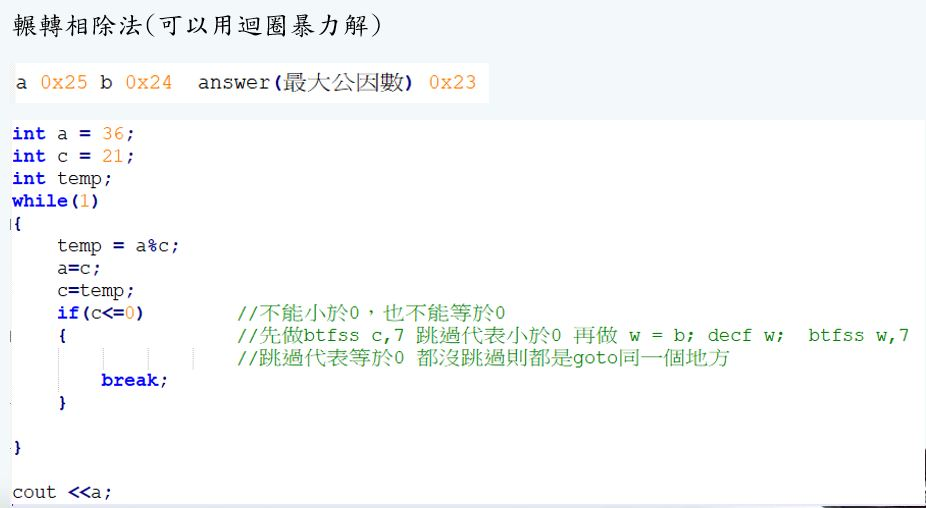 輾轉相除法(可以用迴圈暴力解)
a 0x25 b 0x24 answer(最大公因數) 0x23
int a = 36;
int c = 21;
int temp;
while(1)
{
temp = a%c;
a=c;
c=temp;
if(c<=0) //不能小於0，也不能等於0
{ //先做btfss c,7 跳過代表小於0 再做 w = b; decf w; btfss w,7
//跳過代表等於0 都沒跳過則都是goto同一個地方
break;
}
}
cout <<a;